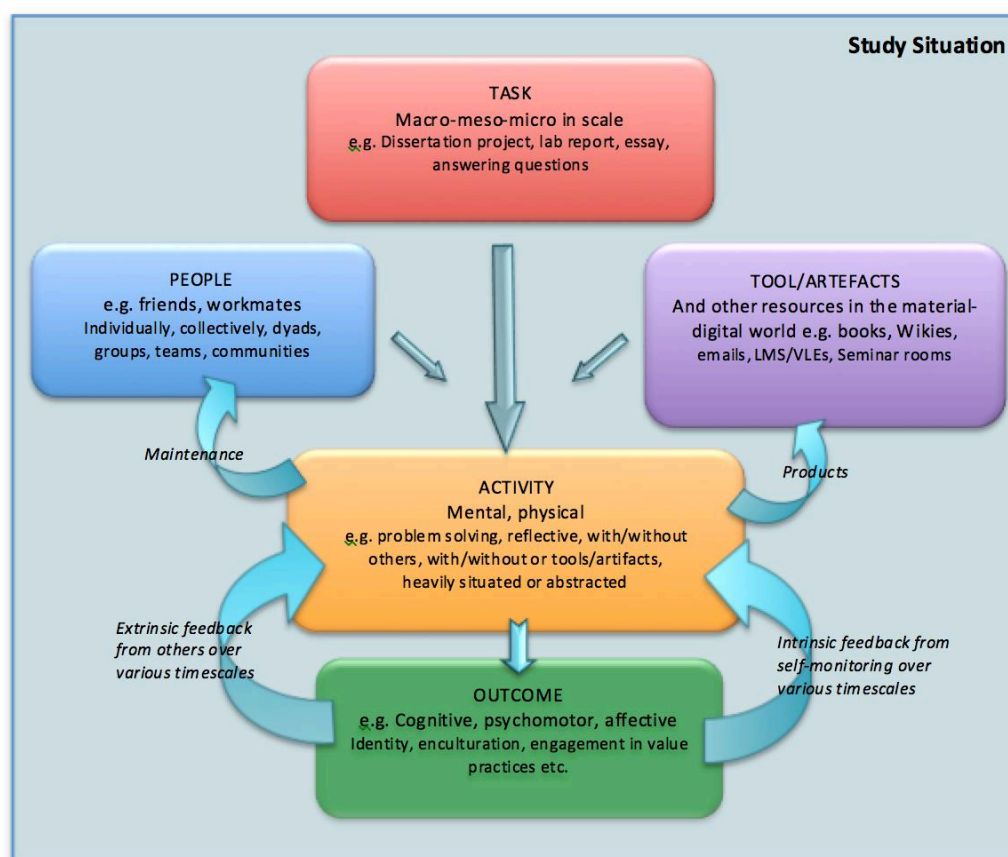 Study Situation
TASK
Macro-meso-micro in scale
e.g. Dissertation project, lab report, essay,
answering questions
PEOPLE
e.g. friends, workmates
Individually, collectively, dyads,
groups, teams, communities
TOOL/ARTEFACTS
And other resources in the material-
digital world e.g. books, Wikies,
emails, LMS/VLEs, Seminar rooms
Maintenance
Products
ACTIVITY
Mental, physical
e.g. problem solving, reflective, with/without
others, with/without or tools/artifacts,
heavily situated or abstracted
Extrinsic feedback
from others over
various timescales
Intrinsic feedback from
self-monitoring over
various timescales
OUTCOME
e.g. Cognitive, psychomotor, affective
Identity, enculturation, engagement in value
practices etc.